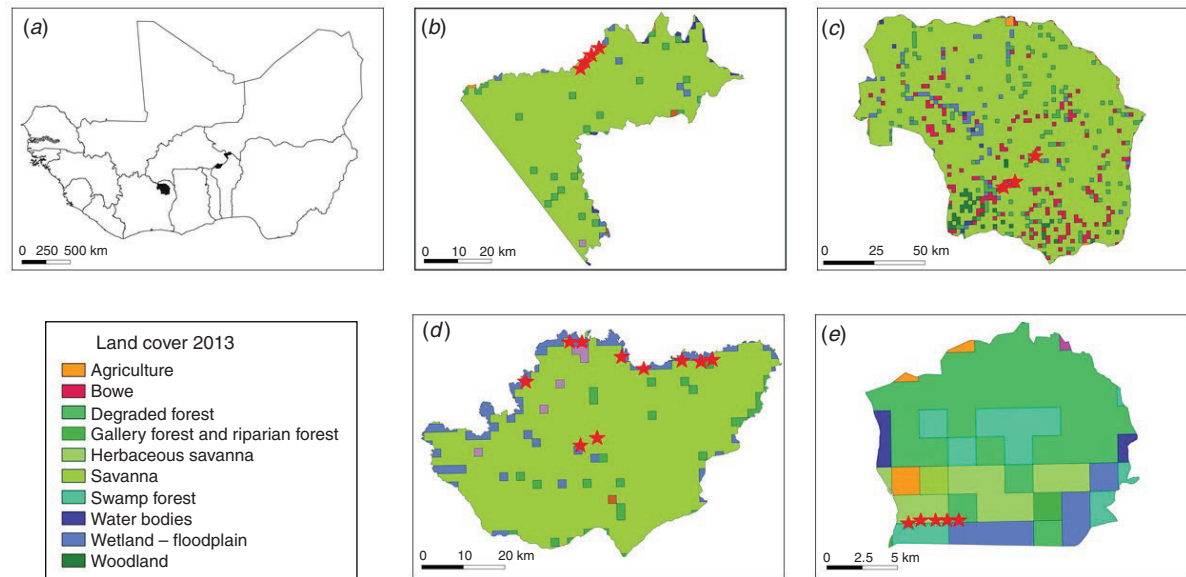 (a)
0 250 500 km
(b)
0 10 20 km
(c)
0 25 50 km
Land cover 2013
Agriculture
Bowe
Degraded forest
Gallery forest and riparian forest
Herbaceous savanna
Savanna
Swamp forest
Water bodies
Wetland – floodplain
Woodland
(d)
0 10 20 km
(e)
0 2.5 5 km